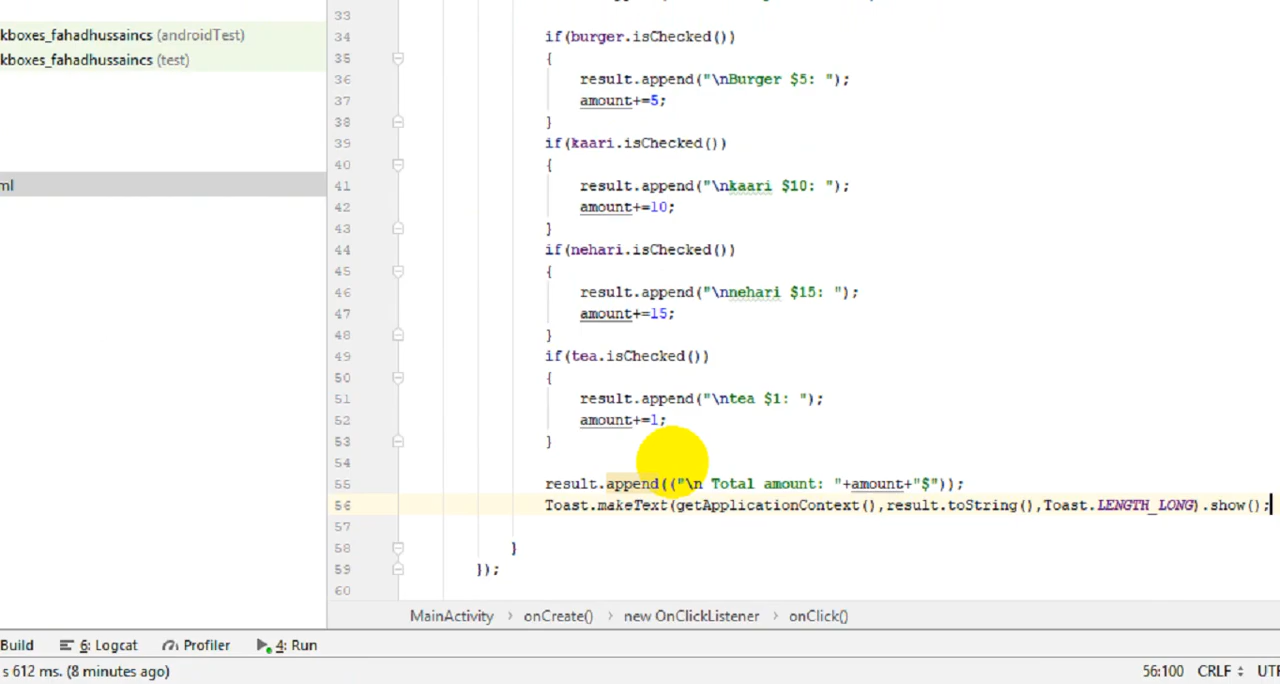 33
kboxes_fahadhussaincs (androidTest)
34 if(burger.isChecked())
kboxes_fahadhussaincs (test)
35 {
36 result.append("\nBurger $5: ");
37 amount+=5;
38 }
39 if(kaari.isChecked())
40 {
ml
41 result.append("\nkaari $10: ");
42 amount+=10;
43 }
44 if(nehari.isChecked())
45 {
46 result.append("\nnehari $15: ");
47 amount+=15;
48 }
49 if(tea.isChecked())
50 {
51 result.append("\ntea $1: ");
52 amount+=1;
53 }
54
55 result.append(("\n Total amount: "+amount+"$"));
56 Toast.makeText(getApplicationContext(),result.toString(),Toast.LENGTH_LONG).show();
57
58 }
59 });
60
MainActivity › onCreate() › new OnClickListener › onClick()
Build 6: Logcat Profiler 4: Run
s 612 ms. (8 minutes ago) 56:100 CRLF UTF